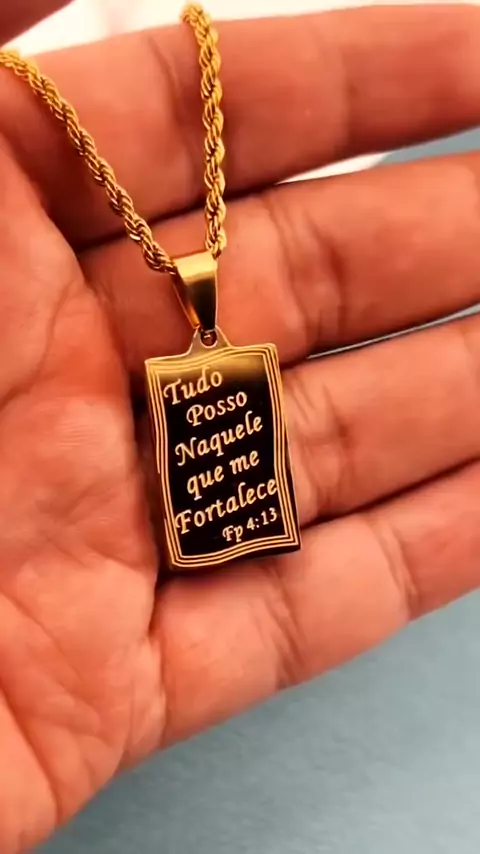 Tudo
Posso
Naquele
que me
Fortalece
Fp 4:13